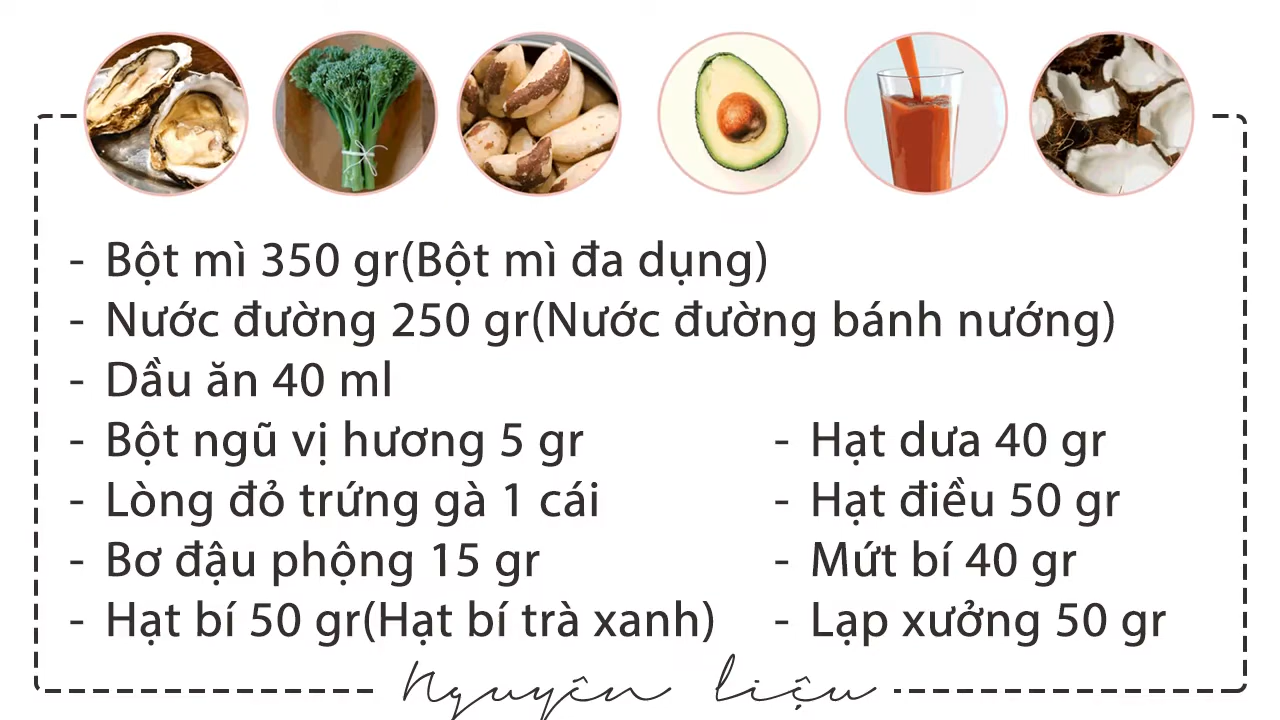 - Bột mì 350 gr(Bột mì đa dụng)
- Nước đường 250 gr(Nước đường bánh nướng)
- Dầu ăn 40 ml
- Bột ngũ vị hương 5 gr
- Lòng đỏ trứng gà 1 cái
- Bơ đậu phộng 15 gr
- Hạt bí 50 gr(Hạt bí trà xanh)
- Hạt dưa 40 gr
- Hạt điều 50 gr
- Mứt bí 40 gr
- Lạp xưởng 50 gr
Nguyên liệu